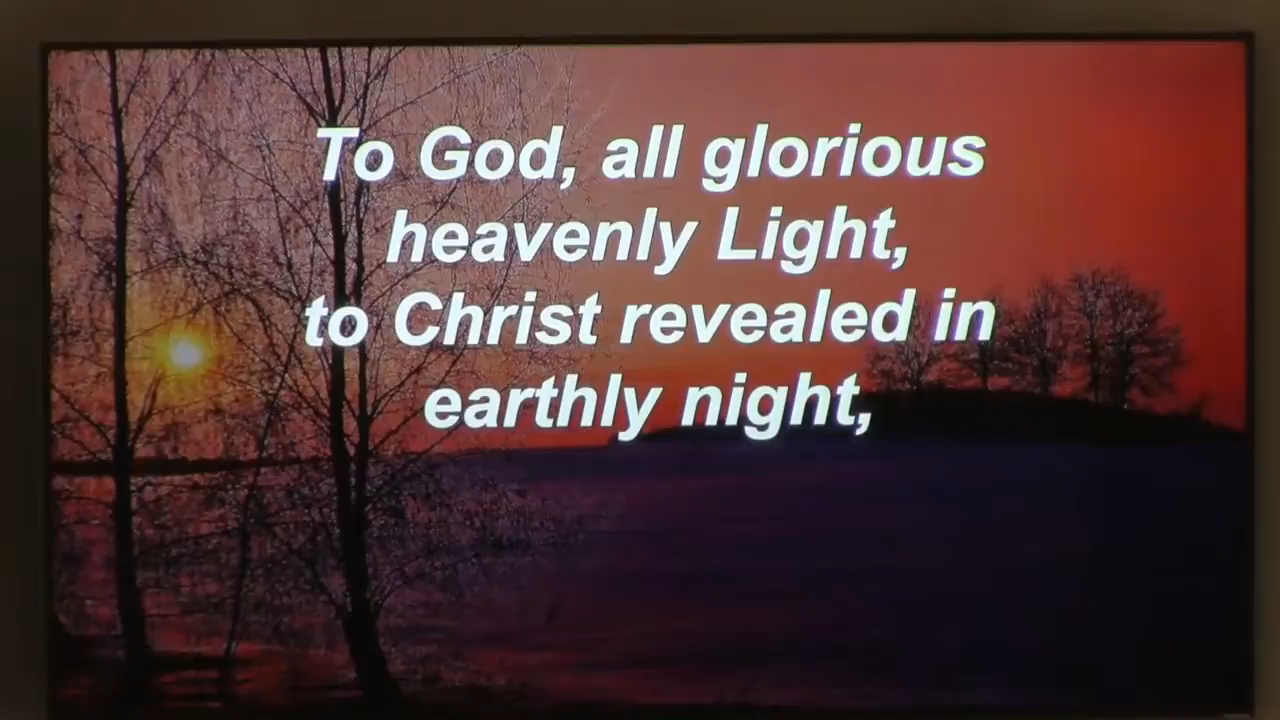 To God, all glorious
heavenly Light,
to Christ revealed in
earthly night,